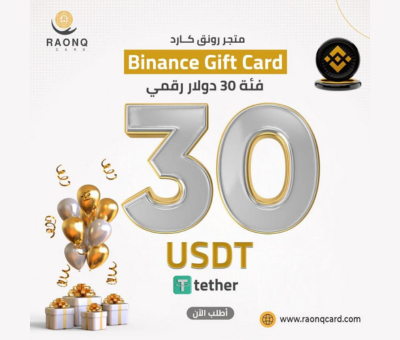 RAONQ
CARD
متجر رونق كارد
Binance Gift Card
فئة 30 دولار رقمي
30
USDT
tether
أطلب الآن
www.raonqcard.com